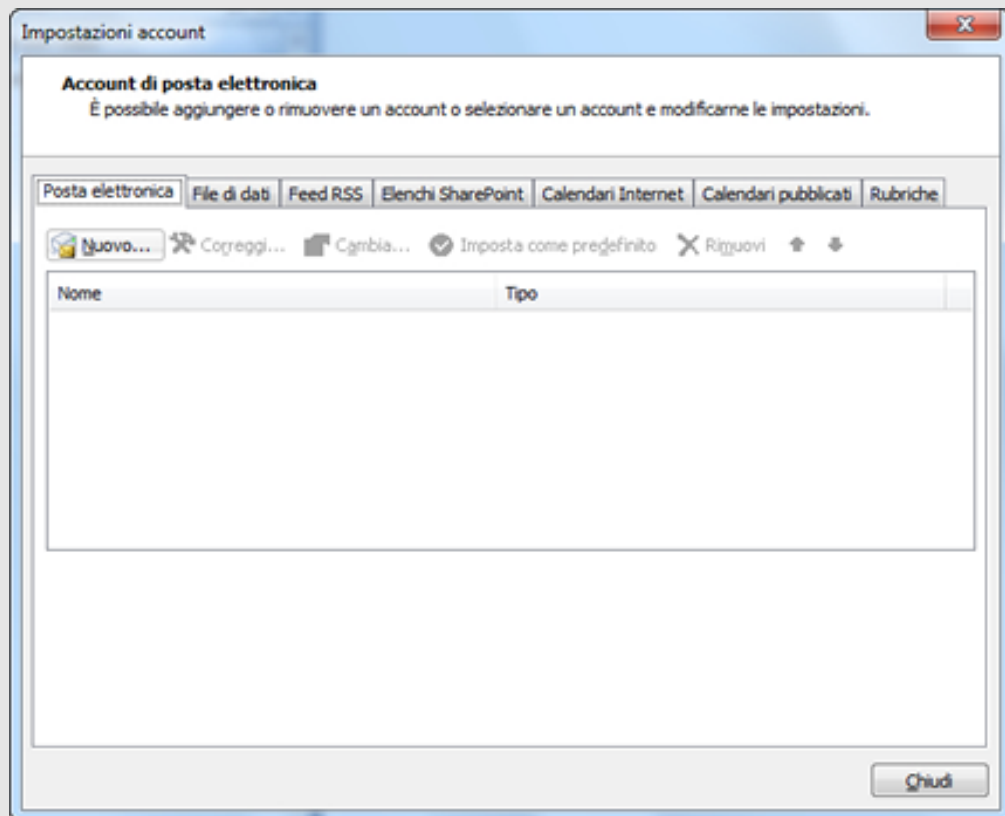 Impostazioni account
Account di posta elettronica
È possibile aggiungere o rimuovere un account o selezionare un account e modificarne le impostazioni.
Posta elettronica File di dati Feed RSS Elenchi SharePoint Calendari Internet Calendari pubblicati Rubriche
Nuovo... Correggi... Cambia... Imposta come predefinito Rimuovi
Nome Tipo
Chiudi